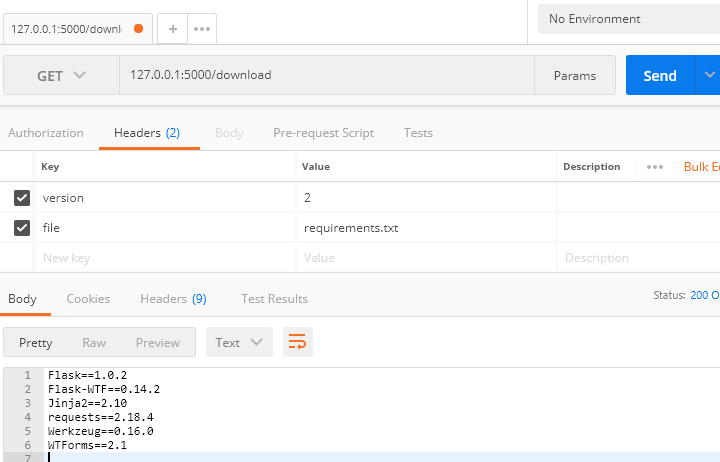 127.0.0.1:5000/downl
No Environment
GET 127.0.0.1:5000/download Params Send
Authorization Headers (2) Body Pre-request Script Tests
Key Value Description Bulk
version 2
file requirements.txt
New key Value Description
Body Cookies Headers (9) Test Results Status: 200 O
Pretty Raw Preview Text
1 Flask==1.0.2
2 Flask-WTF==0.14.2
3 Jinja2==2.10
4 requests==2.18.4
5 Werkzeug==0.16.0
6 WTForms==2.1
7